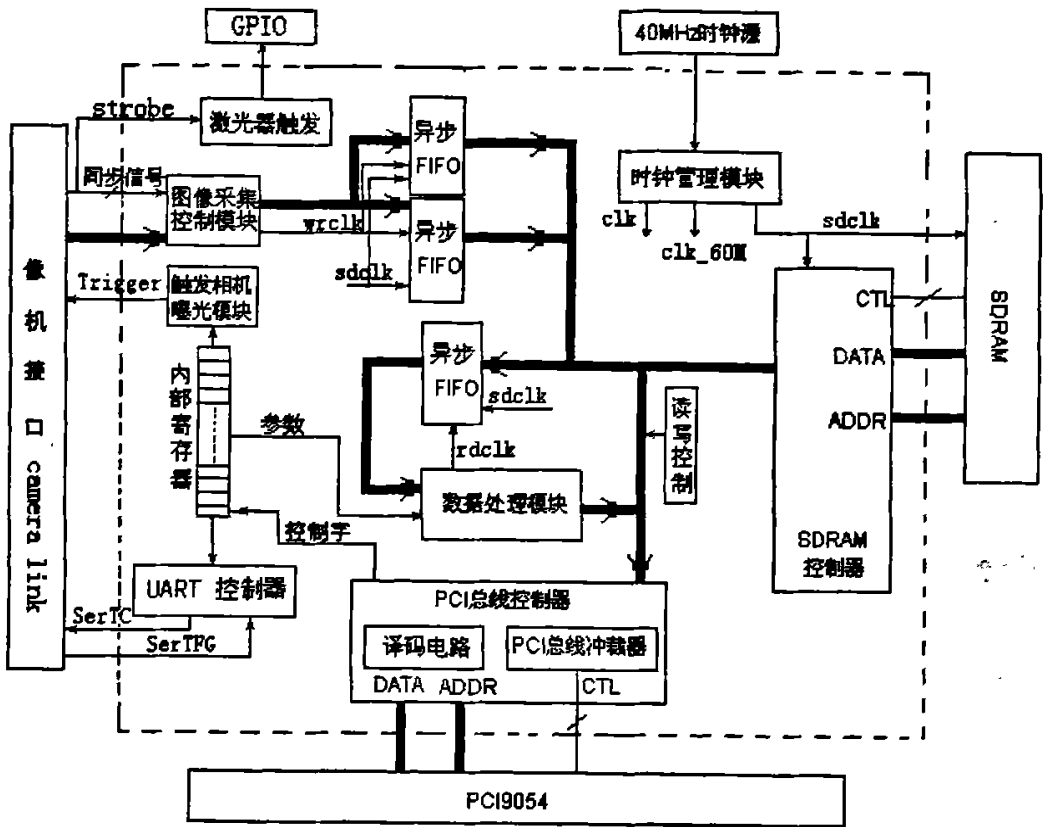 GPIO
40MHz时钟源
strobe
激光器触发
异步
FIFO
时钟管理模块
同步信号
图像采集
控制模块
wrclk
异步
FIFO
sdclk
clk
clk_60M
sdclk
Trigger
触发相机
曝光模块
像机接口 camera link
CTL
DATA
ADDR
SDRAM
SDRAM
控制器
内部寄存器
异步
FIFO
sdclk
参数
rdclk
读写控制
数据处理模块
控制字
UART 控制器
SerTC
SerTFG
PCI总线控制器
译码电路
PCI总线冲裁器
DATA
ADDR
CTL
PCI9054